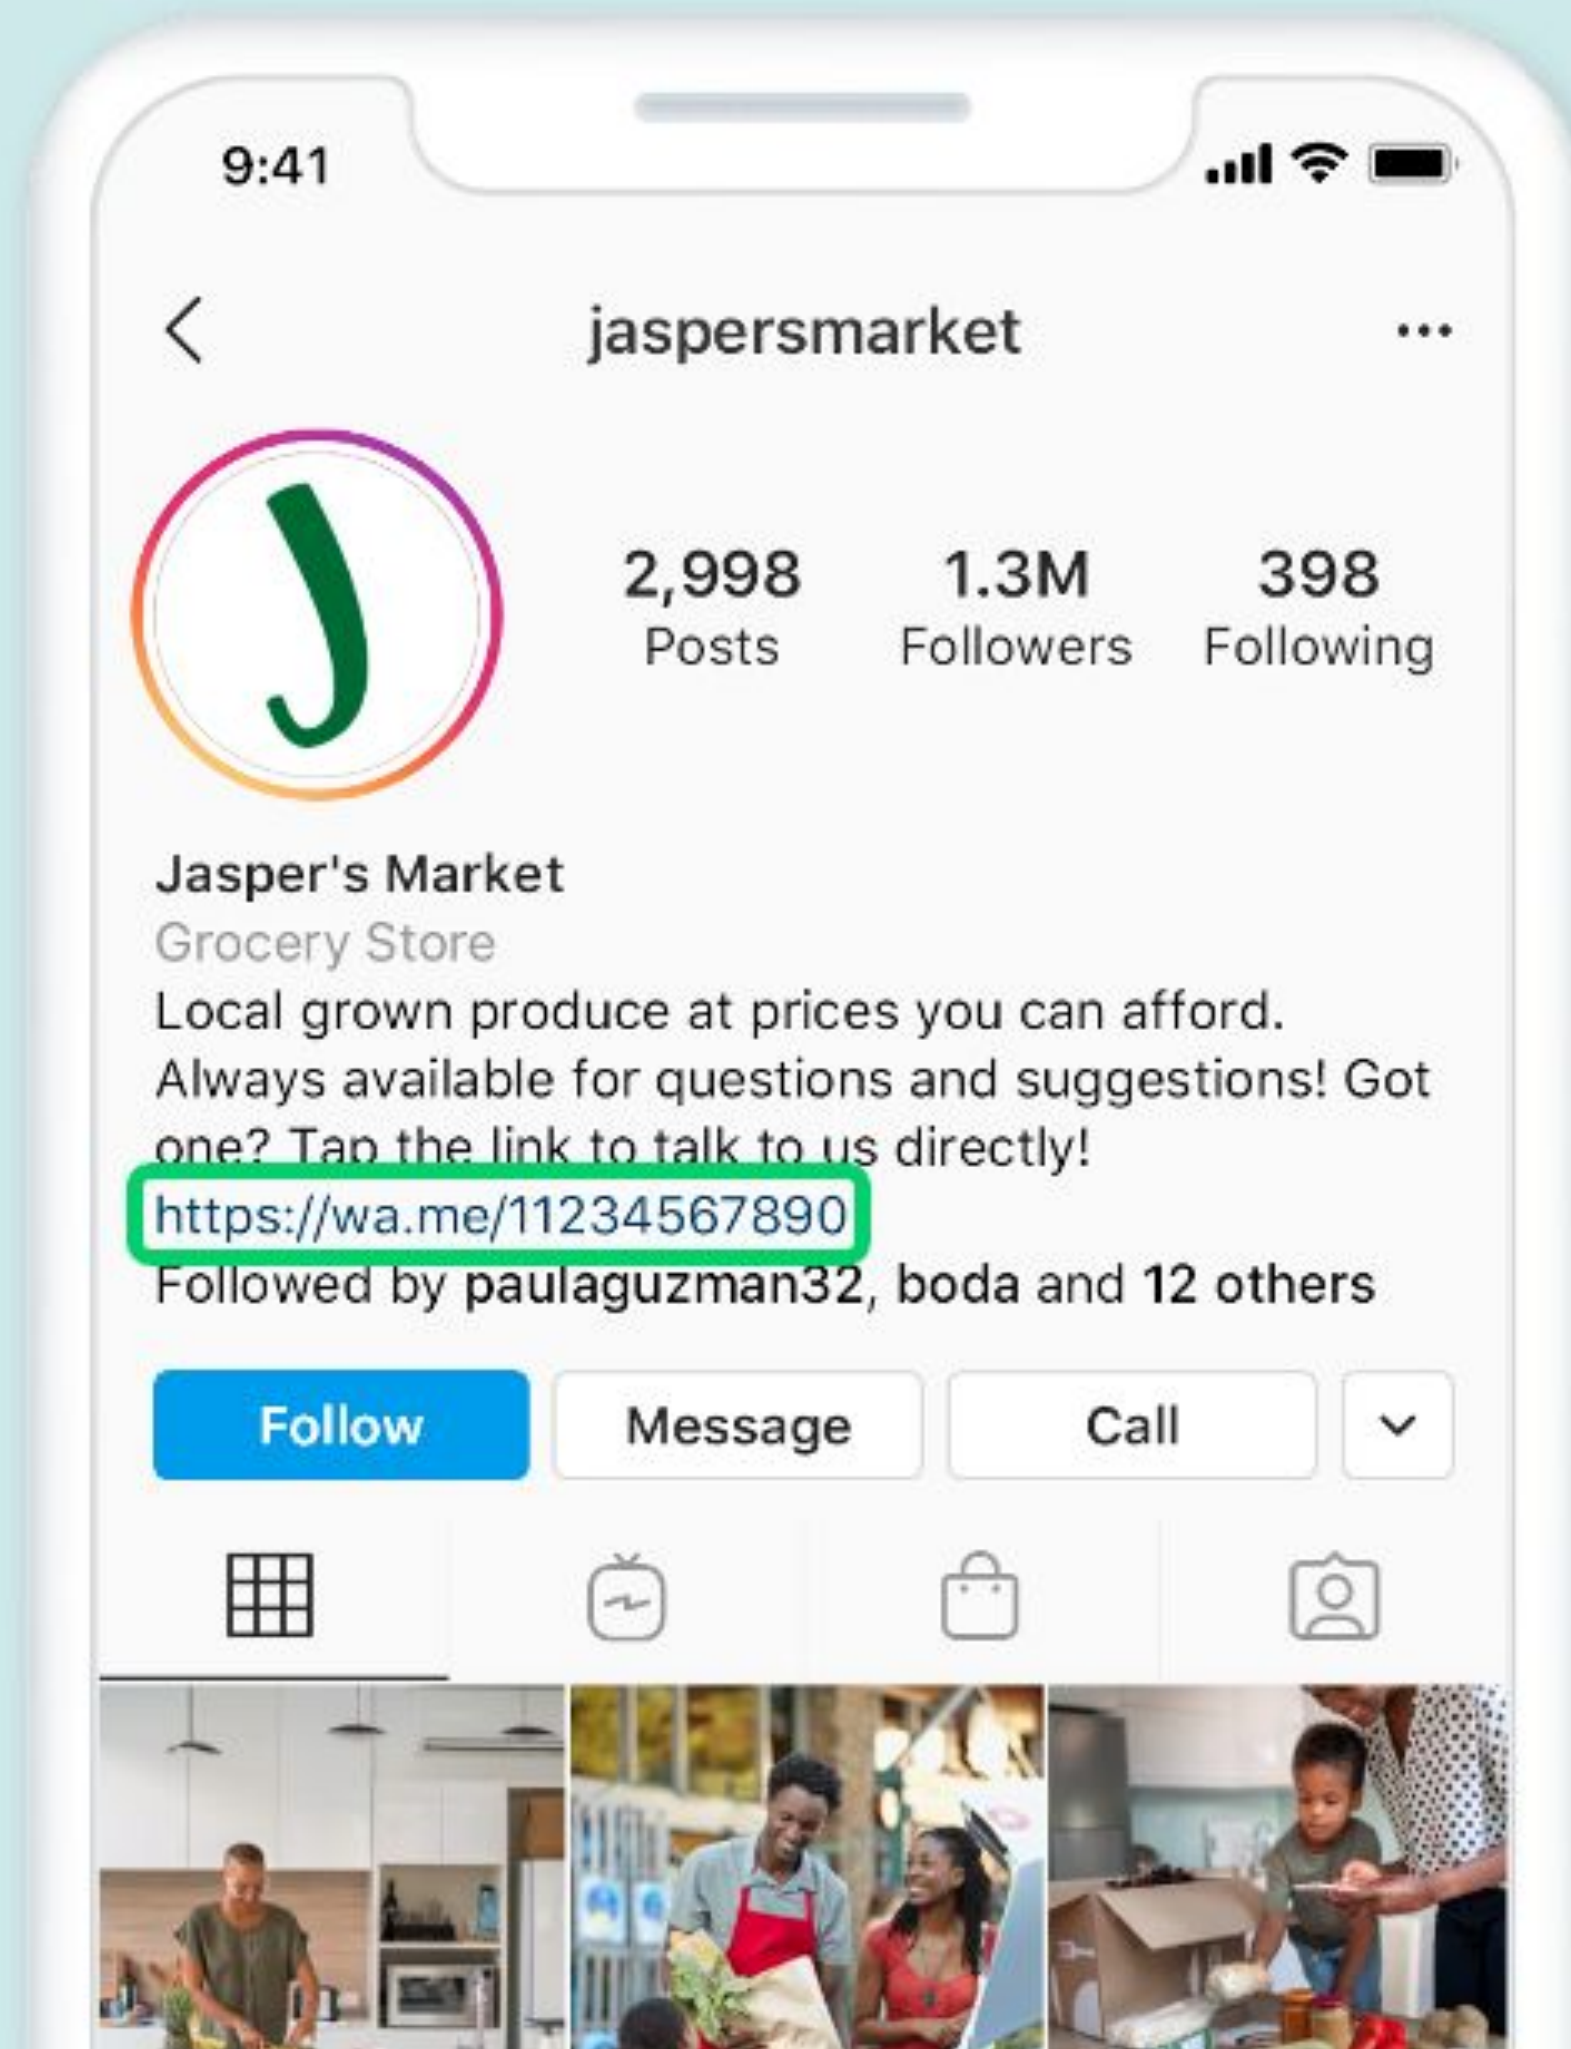 9:41
jaspersmarket
J
2,998 1.3M 398
Posts Followers Following
Jasper's Market
Grocery Store
Local grown produce at prices you can afford.
Always available for questions and suggestions! Got
one? Tap the link to talk to us directly!
https://wa.me/11234567890
Followed by paulaguzman32, boda and 12 others
Follow Message Call